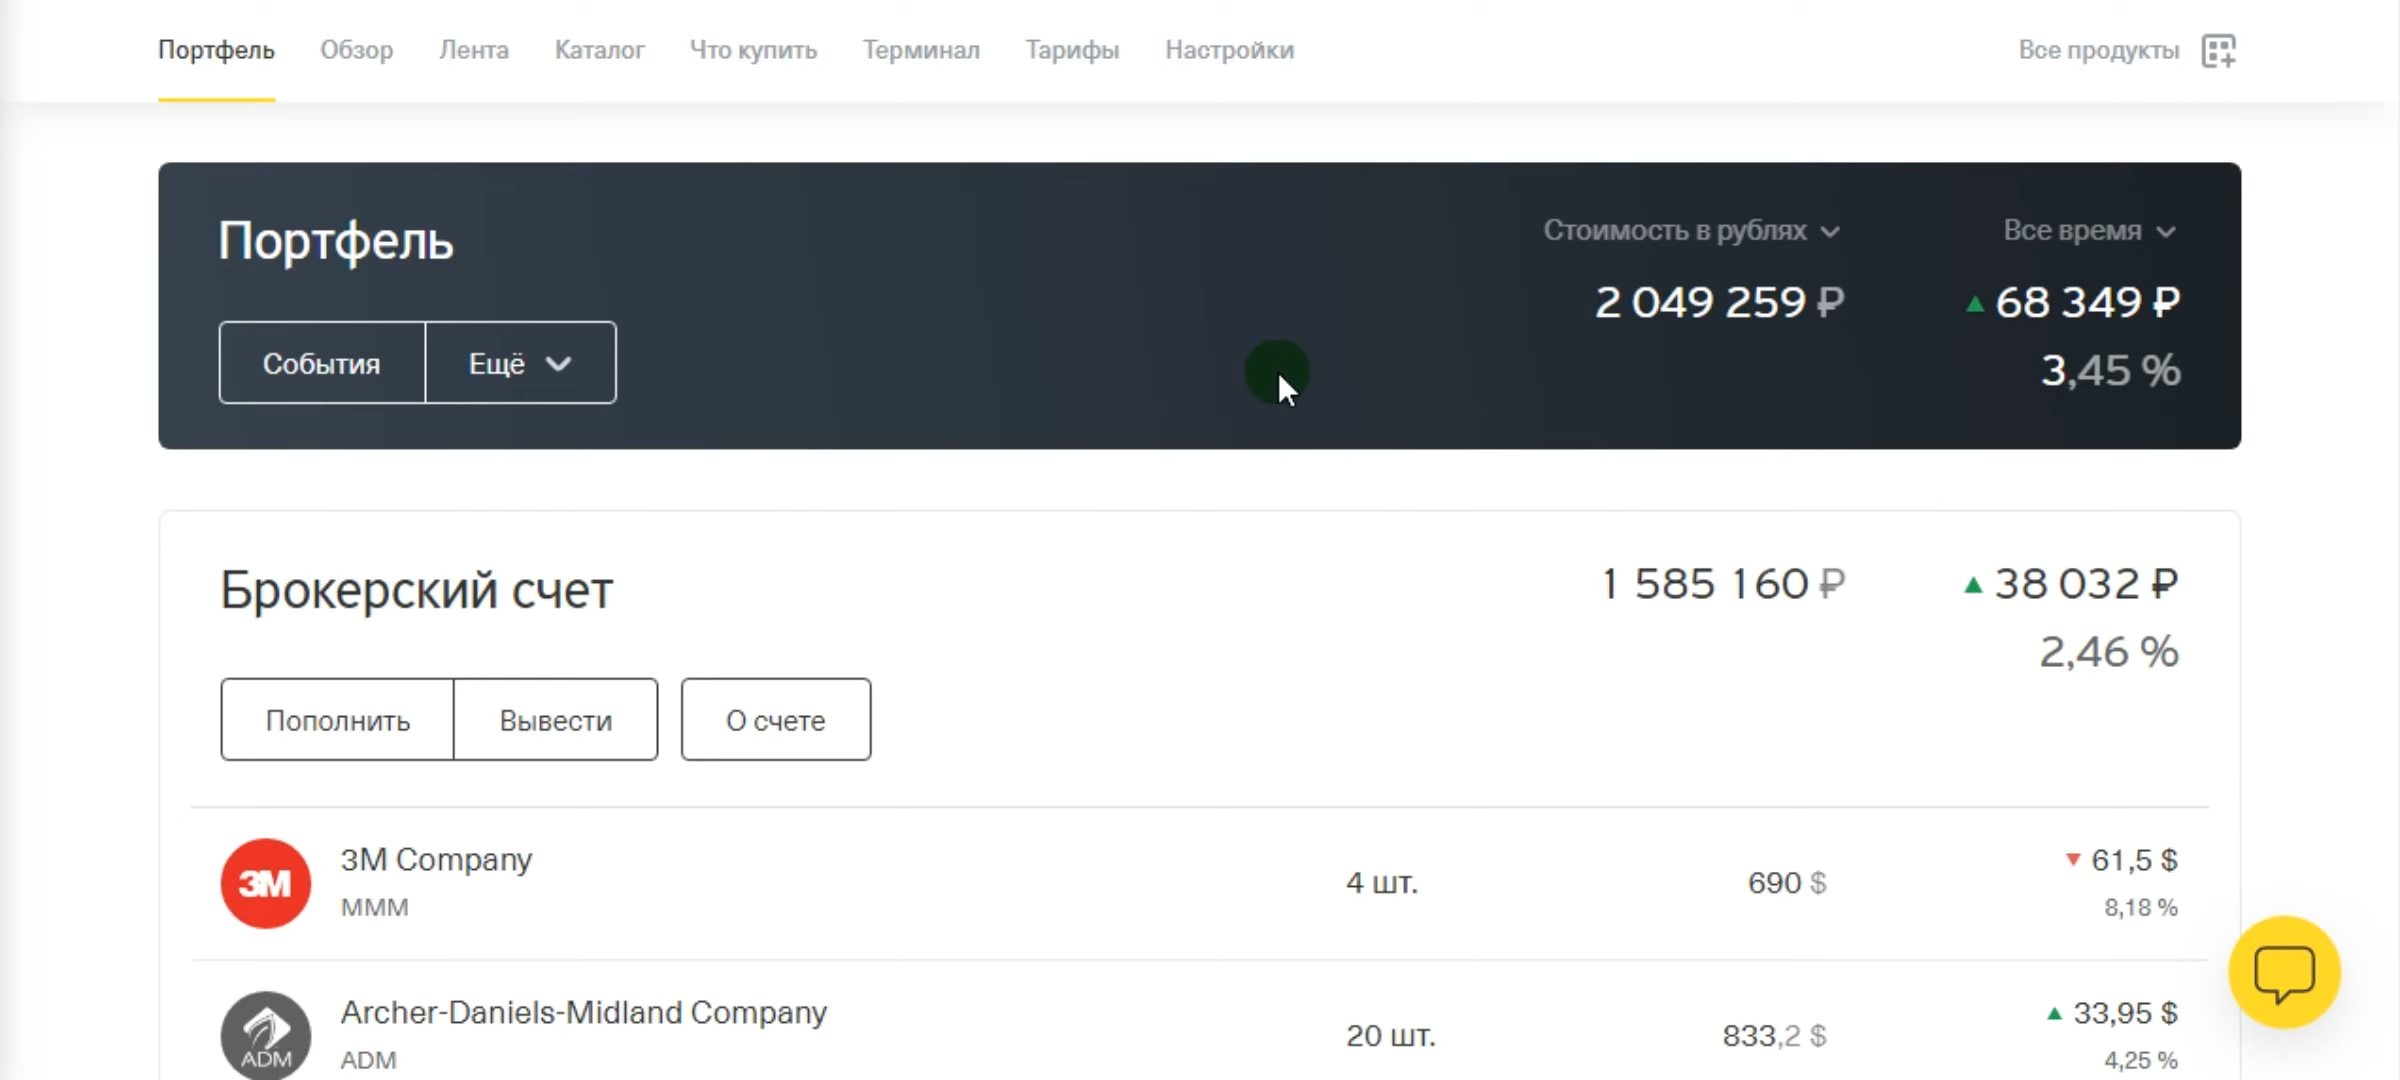 Портфель Обзор Лента Каталог Что купить Терминал Тарифы Настройки Все продукты
Портфель Стоимость в рублях Все время
2 049 259 ₽ 68 349 ₽
События Ещё 3,45 %
Брокерский счет 1 585 160 ₽ 38 032 ₽
2,46 %
Пополнить Вывести О счете
3M 3M Company 4 шт. 690 $ 61,5 $
MMM 8,18 %
Archer-Daniels-Midland Company 20 шт. 833,2 $ 33,95 $
ADM ADM 4,25 %